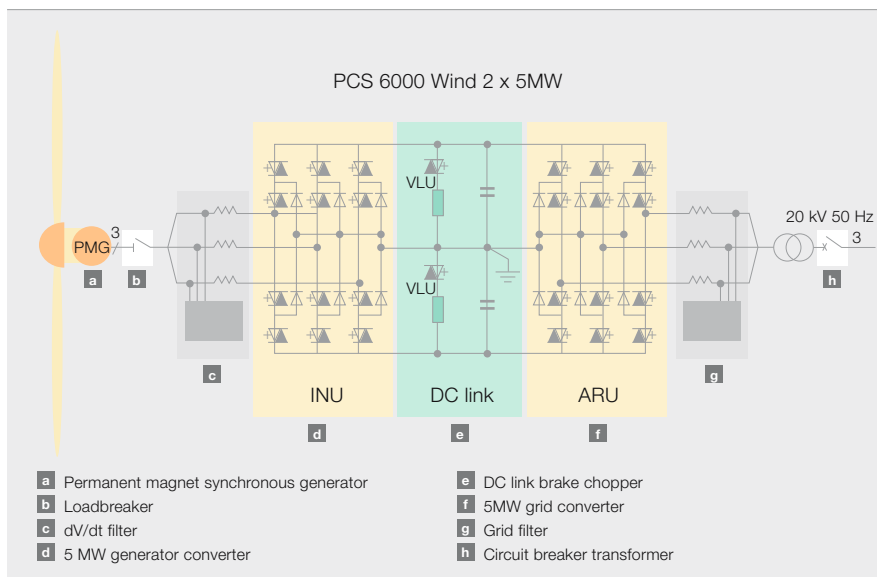 PCS 6000 Wind 2 x 5MW
VLU
3
20 kV 50 Hz
PMG
3
a
b
VLU
h
c
g
INU
DC link
ARU
d
e
f
a Permanent magnet synchronous generator
b Loadbreaker
c dV/dt filter
d 5 MW generator converter
e DC link brake chopper
f 5MW grid converter
g Grid filter
h Circuit breaker transformer